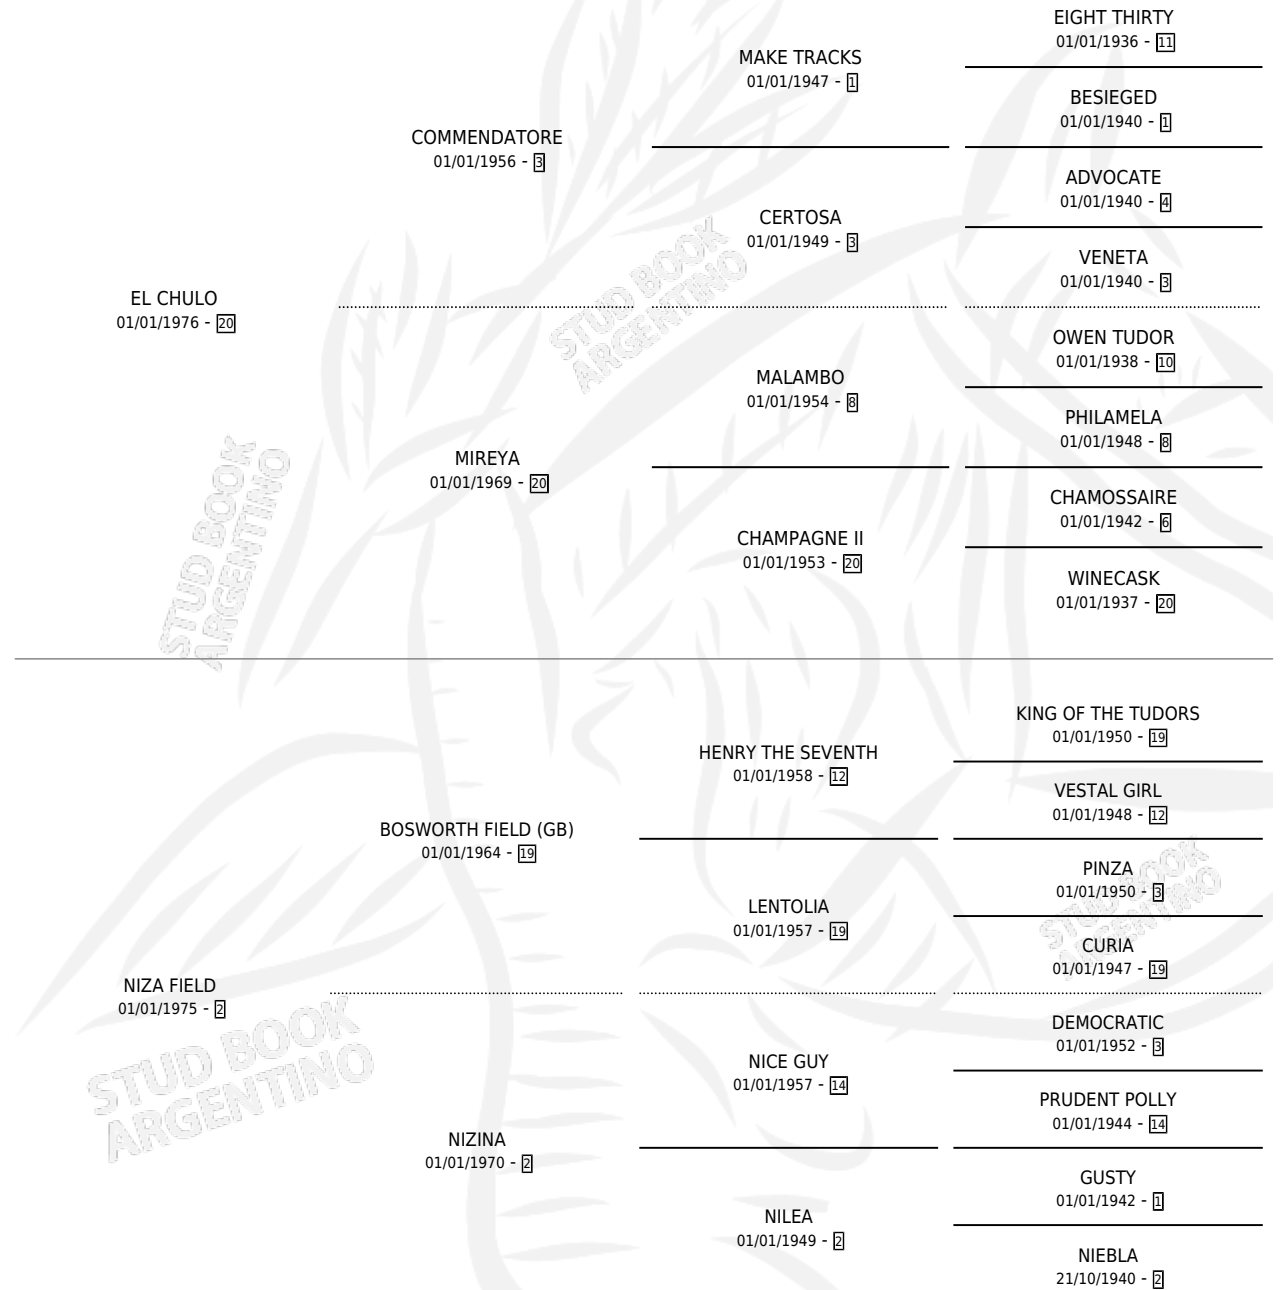 EIGHT THIRTY
01/01/1936 - 11
MAKE TRACKS
01/01/1947 - 1
BESIEGED
01/01/1940 - 1
COMMENDATORE
01/01/1956 - 3
ADVOCATE
01/01/1940 - 4
CERTOSA
01/01/1949 - 3
VENETA
01/01/1940 - 3
EL CHULO
01/01/1976 - 20
STUD BOOK
ARGENTINO
OWEN TUDOR
01/01/1938 - 10
MALAMBO
01/01/1954 - 8
PHILAMELA
01/01/1948 - 8
MIREYA
01/01/1969 - 20
CHAMOSSAIRE
01/01/1942 - 6
CHAMPAGNE II
01/01/1953 - 20
WINECASK
01/01/1937 - 20
STUD BOOK
ARGENTINO
KING OF THE TUDORS
01/01/1950 - 19
HENRY THE SEVENTH
01/01/1958 - 12
VESTAL GIRL
01/01/1948 - 12
BOSWORTH FIELD (GB)
01/01/1964 - 19
PINZA
01/01/1950 - 3
LENTOLIA
01/01/1957 - 19
STUD BOOK
ARGENTINO
CURIA
01/01/1947 - 19
NIZA FIELD
01/01/1975 - 2
STUD BOOK
ARGENTINO
DEMOCRATIC
01/01/1952 - 3
NICE GUY
01/01/1957 - 14
PRUDENT POLLY
01/01/1944 - 14
NIZINA
01/01/1970 - 2
GUSTY
01/01/1942 - 1
NILEA
01/01/1949 - 2
NIEBLA
21/10/1940 - 2